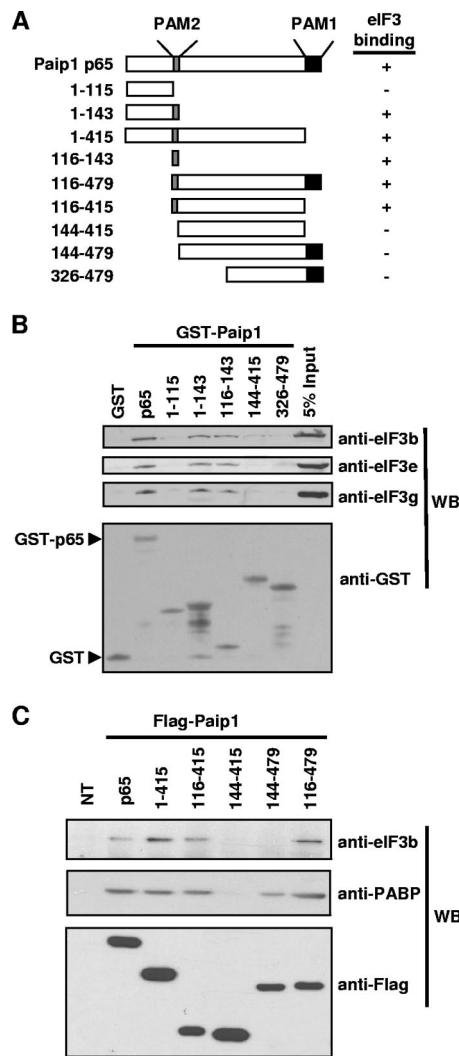 A
PAM2 PAM1 eIF3 binding
Paip1 p65 +
1-115 -
1-143 +
1-415 +
116-143 +
116-479 +
116-415 +
144-415 -
144-479 -
326-479 -
B
GST-Paip1
GST p65 1-115 1-143 116-143 144-415 326-479 5% Input
anti-eIF3b
anti-eIF3e
anti-eIF3g
WB
GST-p65
anti-GST
GST
C
Flag-Paip1
NT p65 1-415 116-415 144-415 144-479 116-479
anti-eIF3b
anti-PABP
WB
anti-Flag